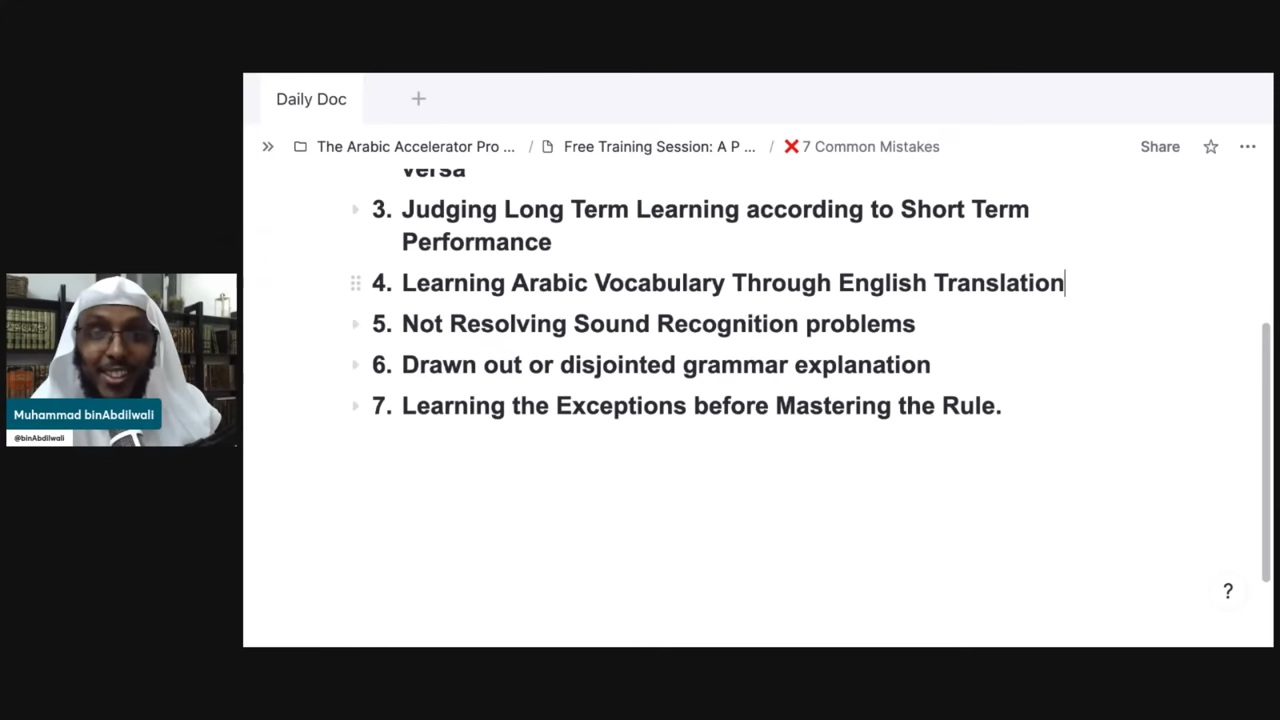 Daily Doc
The Arabic Accelerator Pro ... / Free Training Session: A P ... / ❌ 7 Common Mistakes
Share
versa
3. Judging Long Term Learning according to Short Term
Performance
4. Learning Arabic Vocabulary Through English Translation
5. Not Resolving Sound Recognition problems
6. Drawn out or disjointed grammar explanation
7. Learning the Exceptions before Mastering the Rule.
?
Muhammad binAbdilwali
@binAbdilwali